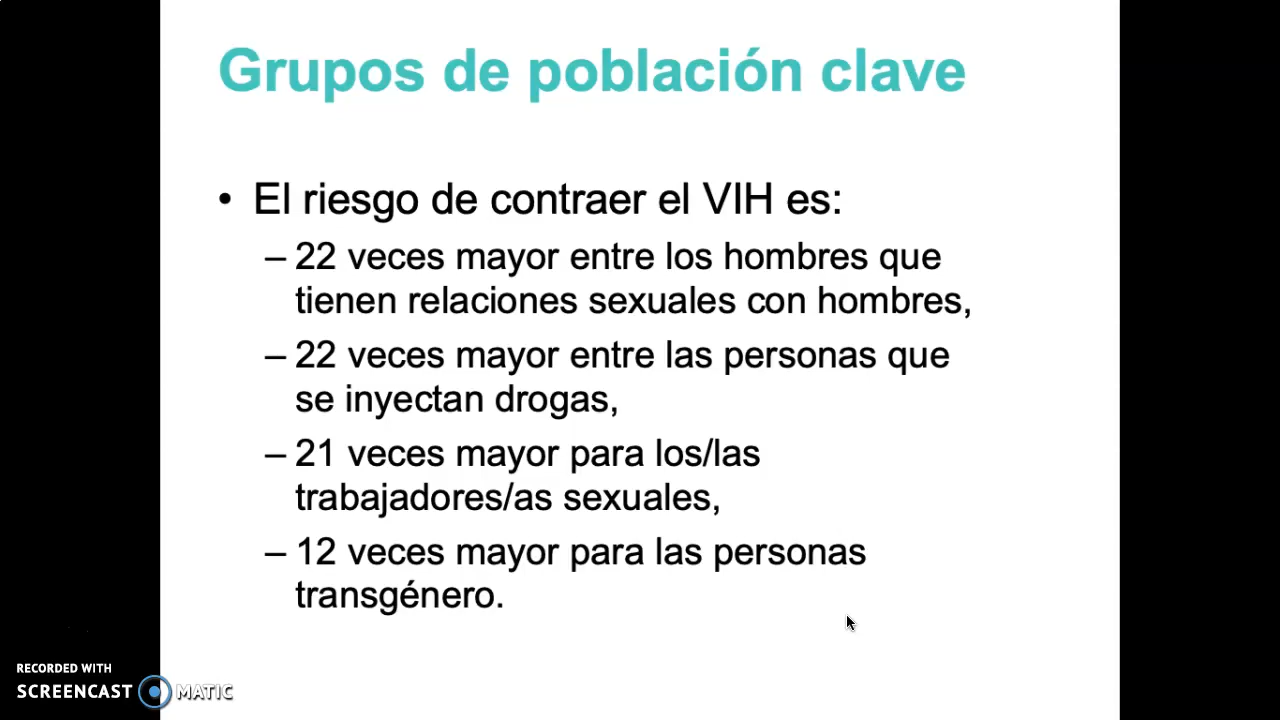 Grupos de población clave
• El riesgo de contraer el VIH es:
– 22 veces mayor entre los hombres que
tienen relaciones sexuales con hombres,
– 22 veces mayor entre las personas que
se inyectan drogas,
– 21 veces mayor para los/las
trabajadores/as sexuales,
– 12 veces mayor para las personas
transgénero.
RECORDED WITH
SCREENCAST MATIC